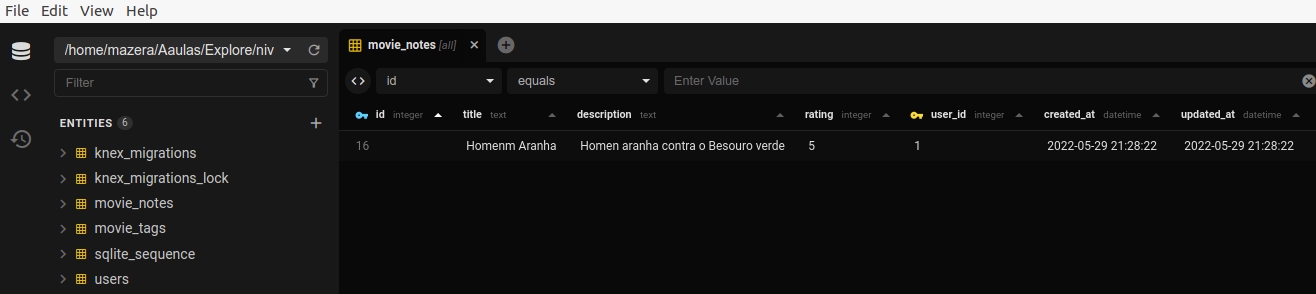 File Edit View Help
/home/mazera/Aaulas/Explore/niv
Filter
ENTITIES 6
knex_migrations
knex_migrations_lock
movie_notes
movie_tags
sqlite_sequence
users
movie_notes [all]
id equals Enter Value
id integer title text description text rating integer user_id integer created_at datetime updated_at datetime
16 Homenm Aranha Homen aranha contra o Besouro verde 5 1 2022-05-29 21:28:22 2022-05-29 21:28:22